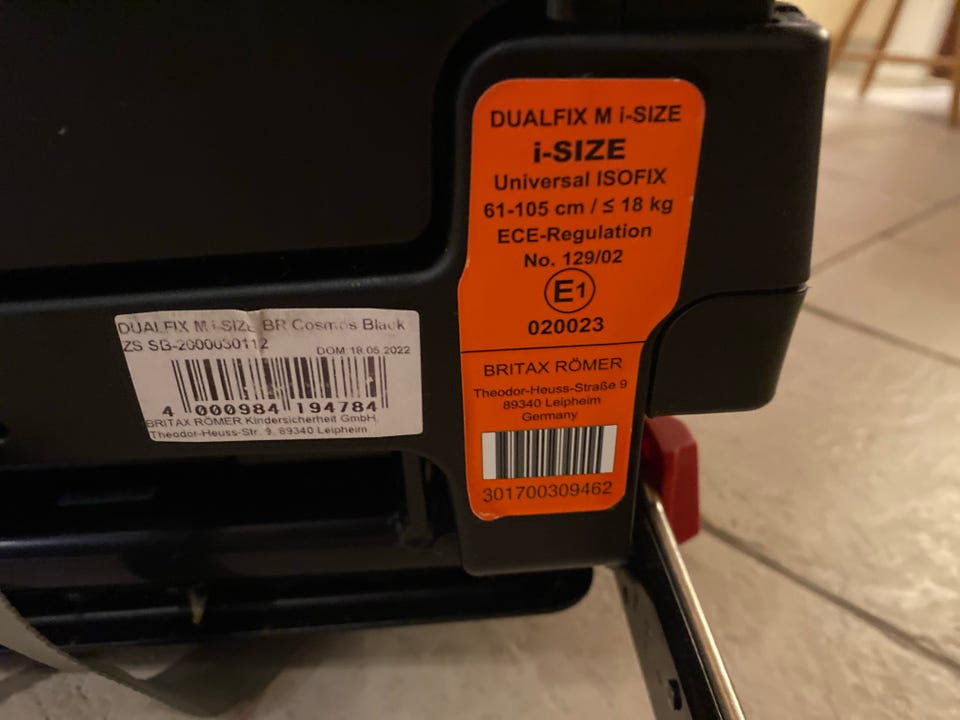 DUALFIX M i-SIZE
i-SIZE
Universal ISOFIX
61-105 cm / ≤ 18 kg
ECE-Regulation
No. 129/02
E1
020023
BRITAX RÖMER
Theodor-Heuss-Straße 9
89340 Leipheim
Germany
301700309462
DUALFIX M i-SIZE BR Cosmos Black
ZS SB-2000030112
DOM:18.05.2022
4 000984 194784
BRITAX RÖMER Kindersicherheit GmbH,
Theodor-Heuss-Str. 9, 89340 Leipheim